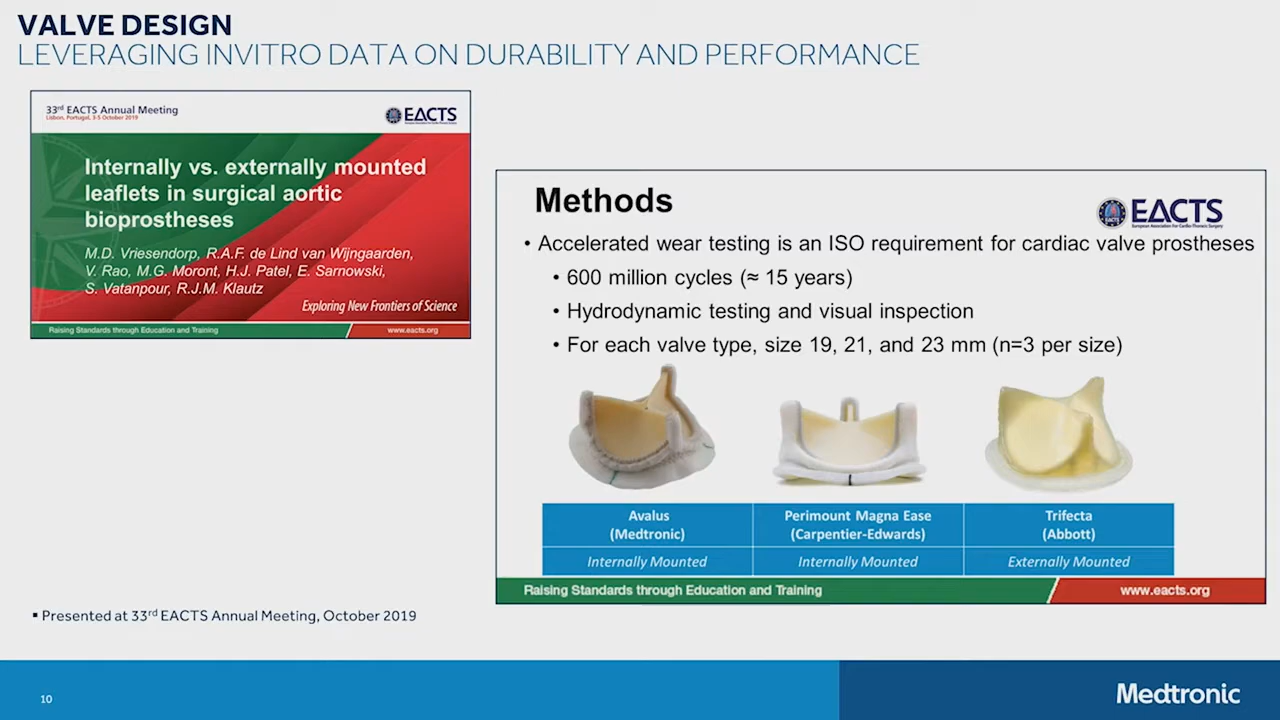 VALVE DESIGN
LEVERAGING INVITRO DATA ON DURABILITY AND PERFORMANCE
33rd EACTS Annual Meeting
Lisbon, Portugal, 3-5 October 2019
EACTS
Internally vs. externally mounted
leaflets in surgical aortic
bioprostheses
M.D. Vriesendorp, R.A.F. de Lind van Wijngaarden,
V. Rao, M.G. Moront, H.J. Patel, E. Sarnowski,
S. Vatanpour, R.J.M. Klautz
Exploring New Frontiers of Science
Raising Standards through Education and Training
www.eacts.org
Methods
EACTS
European Association For Cardio-Thoracic Surgery
• Accelerated wear testing is an ISO requirement for cardiac valve prostheses
• 600 million cycles (≈ 15 years)
• Hydrodynamic testing and visual inspection
• For each valve type, size 19, 21, and 23 mm (n=3 per size)
Avalus
(Medtronic)
Perimount Magna Ease
(Carpentier-Edwards)
Trifecta
(Abbott)
Internally Mounted
Internally Mounted
Externally Mounted
Raising Standards through Education and Training
www.eacts.org
▪ Presented at 33rd EACTS Annual Meeting, October 2019
10
Medtronic